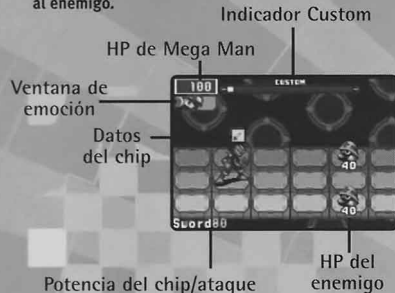 al enemigo.
Indicador Custom
HP de Mega Man
100
CUSTOM
Ventana de
emoción
Datos
del chip
40
40
Sword80
Potencia del chip/ataque
HP del
enemigo